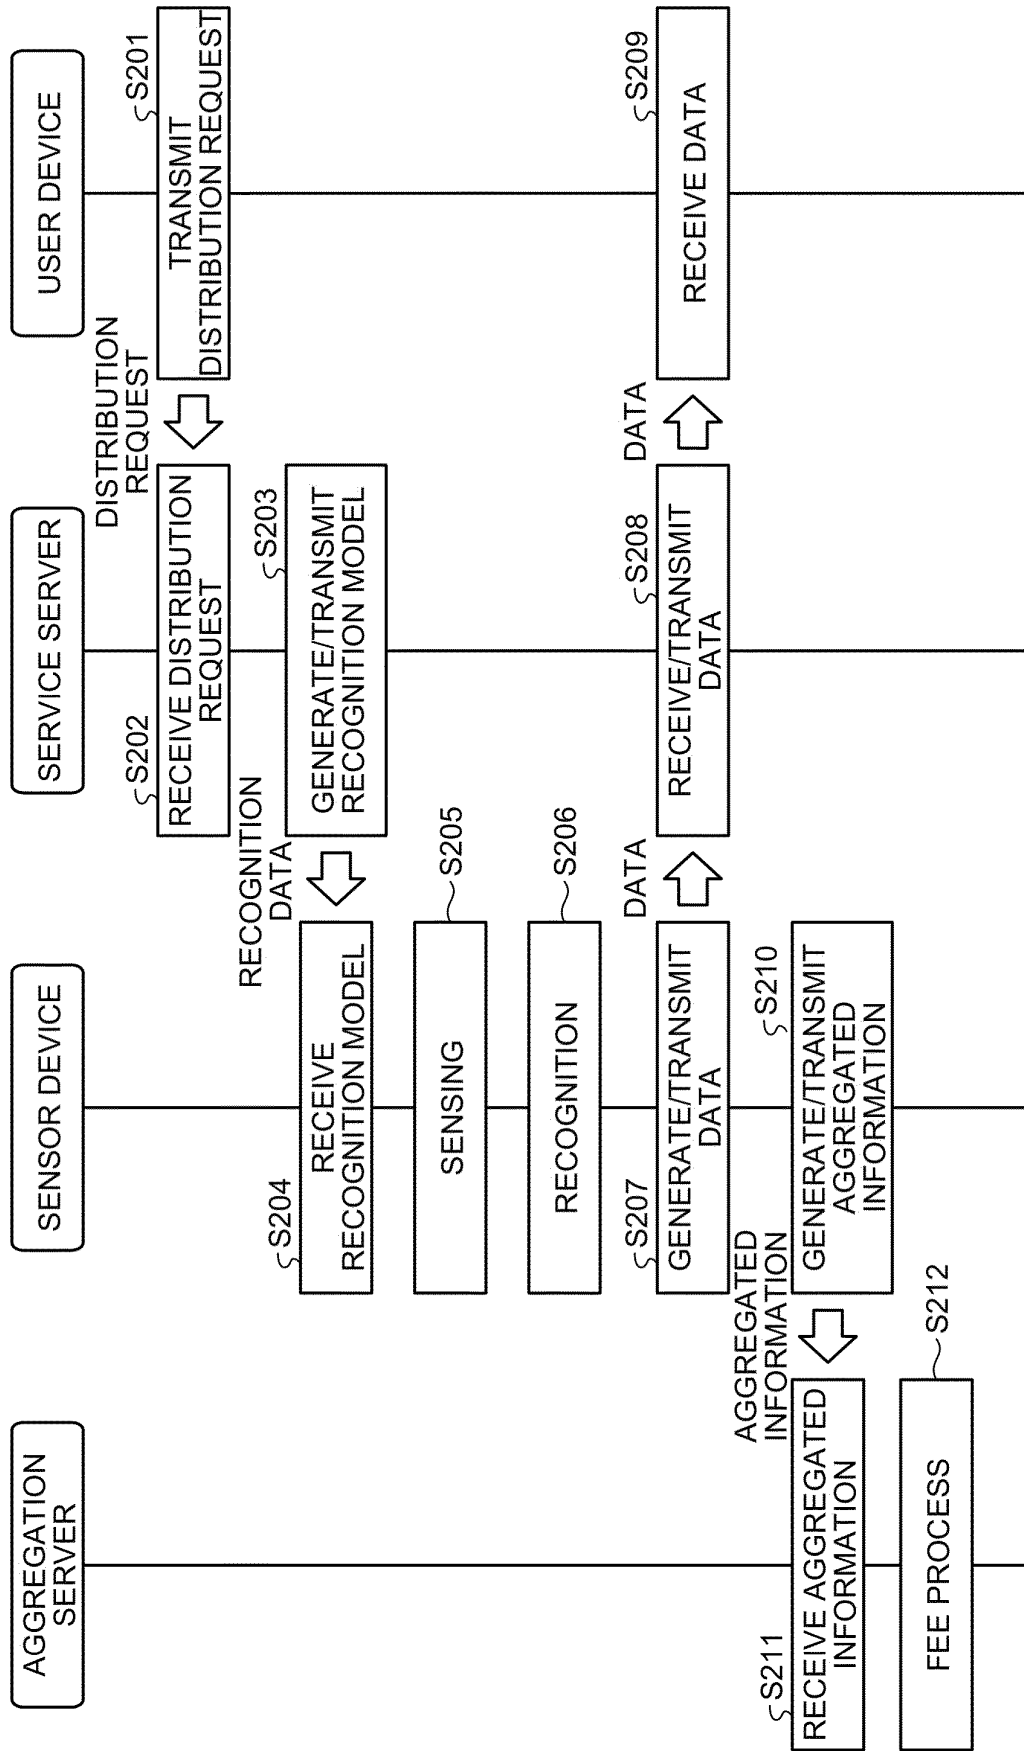 AGGREGATION
SERVER
SENSOR DEVICE
SERVICE SERVER
USER DEVICE
S201
TRANSMIT
DISTRIBUTION REQUEST
DISTRIBUTION
REQUEST
S202
RECEIVE DISTRIBUTION
REQUEST
S203
GENERATE/TRANSMIT
RECOGNITION MODEL
RECOGNITION
DATA
S204
RECEIVE
RECOGNITION MODEL
S205
SENSING
S206
RECOGNITION
S207
GENERATE/TRANSMIT
DATA
DATA
S208
RECEIVE/TRANSMIT
DATA
DATA
S209
RECEIVE DATA
S210
GENERATE/TRANSMIT
AGGREGATED
INFORMATION
AGGREGATED
INFORMATION
S211
RECEIVE AGGREGATED
INFORMATION
S212
FEE PROCESS